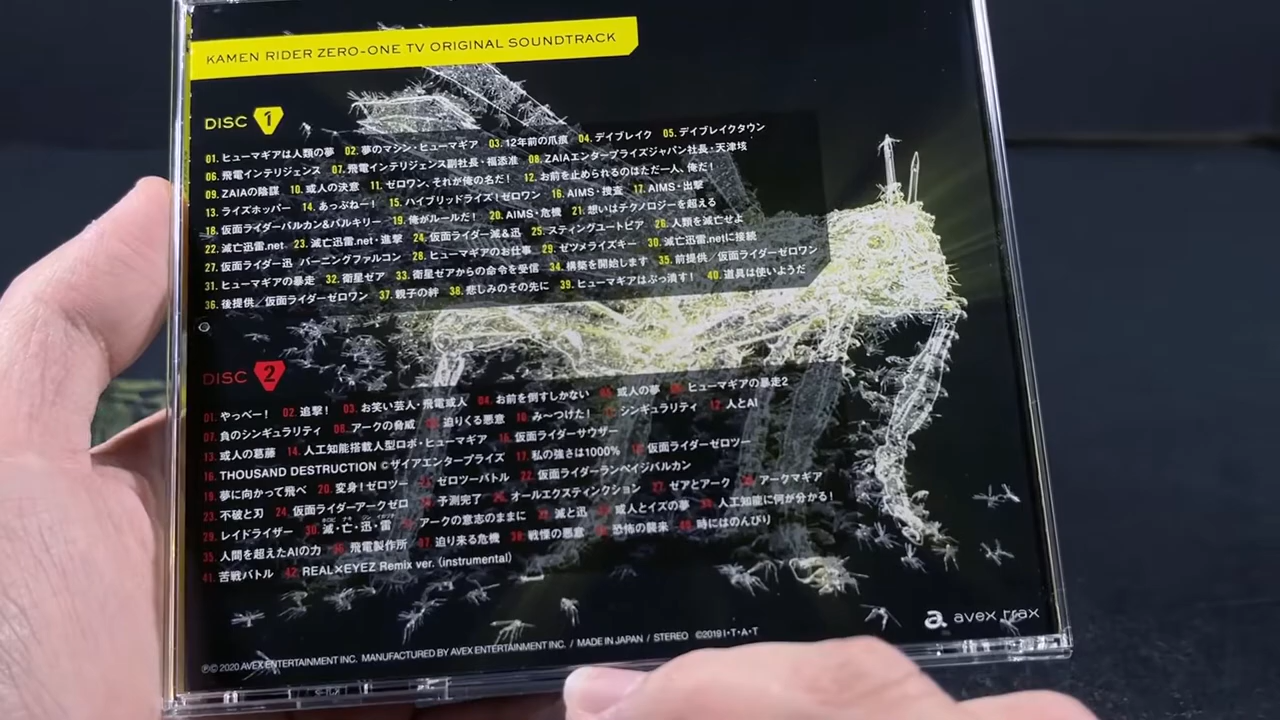 KAMEN RIDER ZERO-ONE TV ORIGINAL SOUNDTRACK
DISC 1
01. ヒューマギアは人類の夢 02. 夢のマシン・ヒューマギア 03. 12年前の爪痕 04. デイブレイク 05. デイブレイクタウン
06. 飛電インテリジェンス 07. 飛電インテリジェンス副社長・福添准 08. ZAIAエンタープライズジャパン社長・天津垓
09. ZAIAの陰謀 10. 或人の決意 11. ゼロワン、それが俺の名だ! 12. お前を止められるのはただ一人、俺だ!
13. ライズホッパー 14. あっぶねー! 15. ハイブリッドライズ!ゼロワン 16. AIMS・捜査 17. AIMS・出撃
18. 仮面ライダーバルカン&バルキリー 19. 俺がルールだ! 20. AIMS・危機 21. 想いはテクノロジーを超える
22. 滅亡迅雷.net 23. 滅亡迅雷.net・進撃 24. 仮面ライダー滅&迅 25. スティングユートピア 26. 人類を滅亡せよ
27. 仮面ライダー迅 バーニングファルコン 28. ヒューマギアのお仕事 29. ゼツメライズキー 30. 滅亡迅雷.netに接続
31. ヒューマギアの暴走 32. 衛星ゼア 33. 衛星ゼアからの命令を受信 34. 構築を開始します 35. 前提供/仮面ライダーゼロワン
36. 後提供/仮面ライダーゼロワン 37. 親子の絆 38. 悲しみのその先に 39. ヒューマギアはぶっ潰す! 40. 道具は使いようだ
DISC 2
01. やっべー! 02. 追撃! 03. お笑い芸人・飛電或人 04. お前を倒すしかない 05. 或人の夢 06. ヒューマギアの暴走2
07. 負のシンギュラリティ 08. アークの脅威 09. 迫りくる悪意 10. み〜つけた! 11. シンギュラリティ 12. 人とAI
13. 或人の葛藤 14. 人工知能搭載人型ロボ・ヒューマギア 15. 仮面ライダーサウザー
16. THOUSAND DESTRUCTION ©ザイアエンタープライズ 17. 私の強さは1000% 18. 仮面ライダーゼロツー
19. 夢に向かって飛べ 20. 変身!ゼロツー 21. ゼロツーバトル 22. 仮面ライダーランペイジバルカン
23. 不破と刃 24. 仮面ライダーアークゼロ 25. 予測完了 26. オールエクスティンクション 27. ゼアとアーク 28. アークマギア
29. レイドライザー 30. 滅・亡・迅・雷 31. アークの意志のままに 32. 滅と迅 33. 或人とイズの夢 34. 人工知能に何が分かる!
35. 人間を超えたAIの力 36. 飛電製作所 37. 迫り来る危機 38. 戦慄の悪意 39. 恐怖の襲来 40. 時にはのんびり
41. 苦戦バトル 42. REAL×EYEZ Remix ver. (instrumental)
avex trax
℗© 2020 AVEX ENTERTAINMENT INC. MANUFACTURED BY AVEX ENTERTAINMENT INC. / MADE IN JAPAN / STEREO ©2019 I・T・A・T